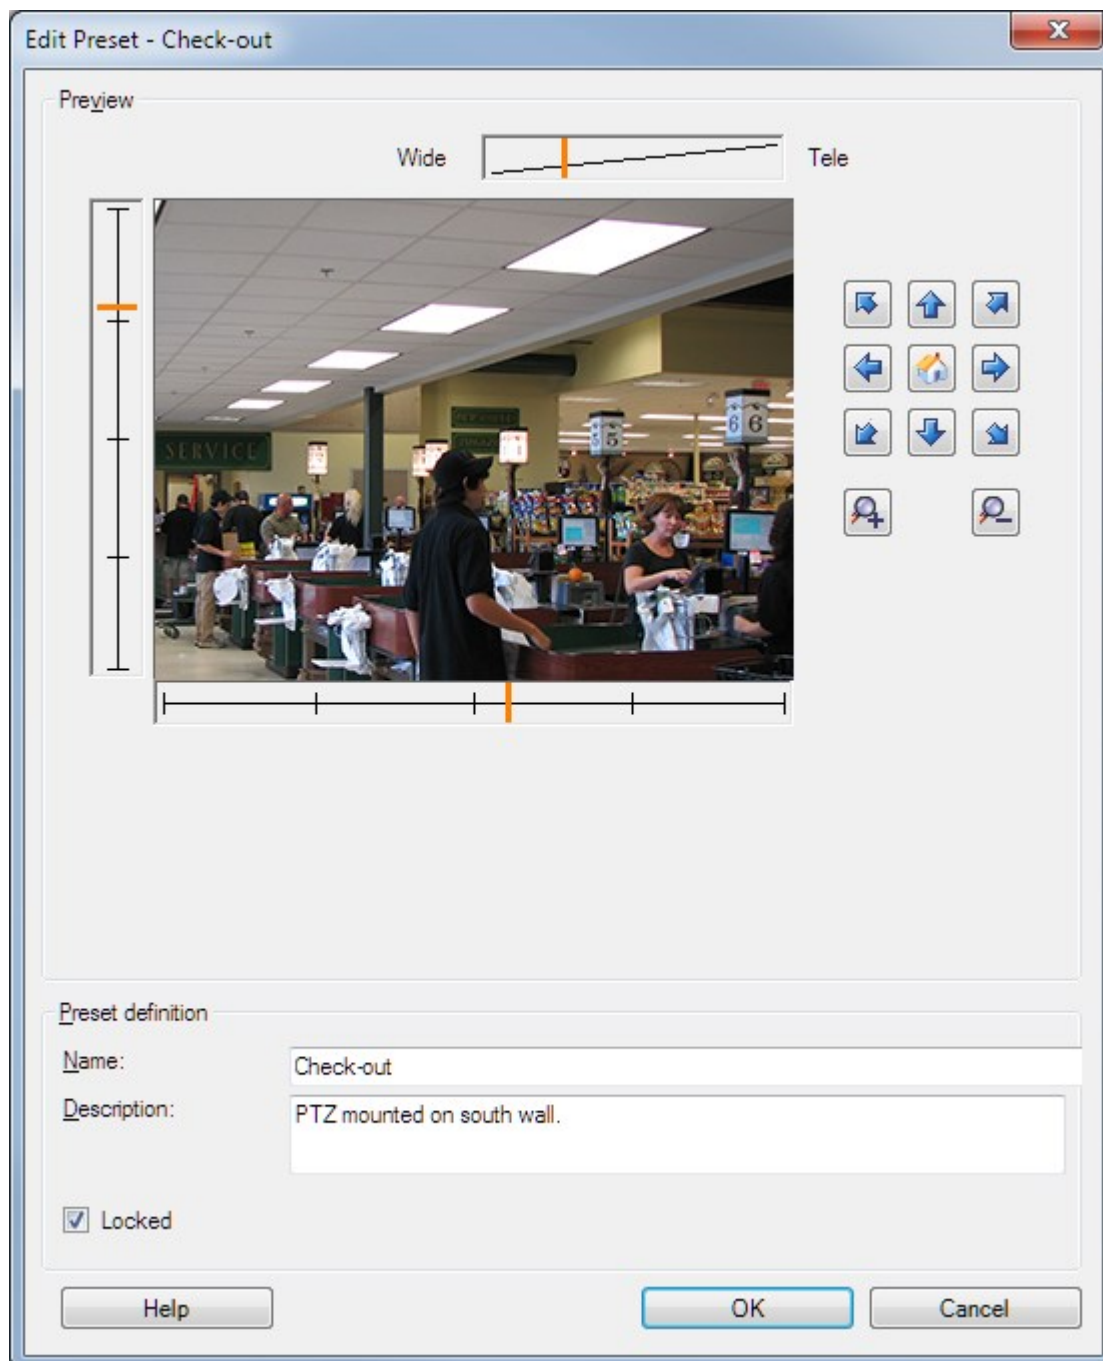 Edit Preset - Check-out
Preview
Wide
Tele
SERVICE
5 5
6 6
Preset definition
Name:
Check-out
Description:
PTZ mounted on south wall.
Locked
Help
OK
Cancel